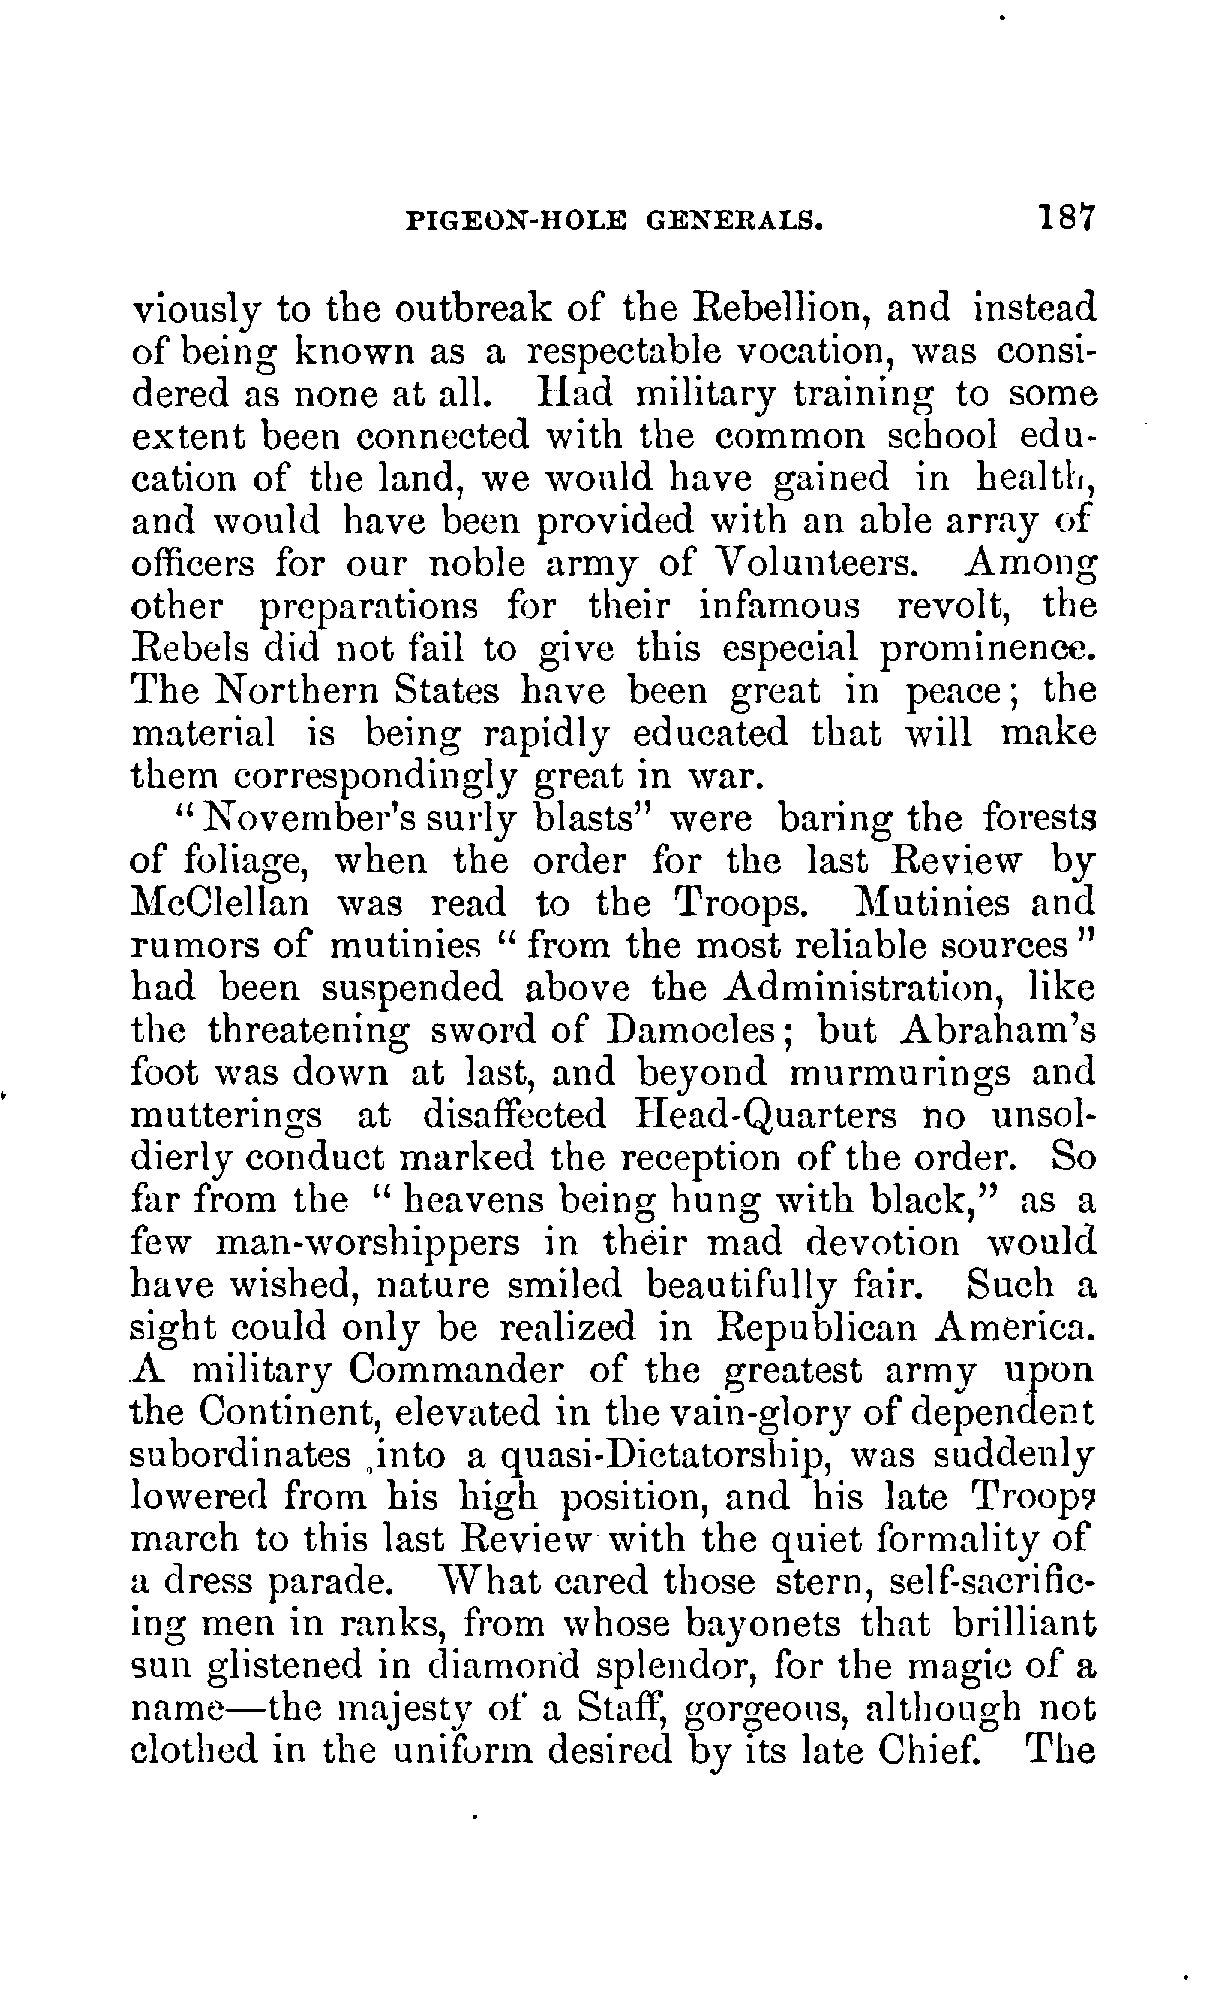 PIGEON-HOLE GENERALS. 187
viously to the outbreak of the Rebellion, and instead
of being known as a respectable vocation, was consi-
dered as none at all. Had military training to some
extent been connected with the common school edu-
cation of the land, we would have gained in health,
and would have been provided with an able array of
officers for our noble army of Volunteers. Among
other preparations for their infamous revolt, the
Rebels did not fail to give this especial prominence.
The Northern States have been great in peace; the
material is being rapidly educated that will make
them correspondingly great in war.
"November's surly blasts" were baring the forests
of foliage, when the order for the last Review by
McClellan was read to the Troops. Mutinies and
rumors of mutinies "from the most reliable sources"
had been suspended above the Administration, like
the threatening sword of Damocles; but Abraham's
foot was down at last, and beyond murmurings and
mutterings at disaffected Head-Quarters no unsol-
dierly conduct marked the reception of the order. So
far from the "heavens being hung with black," as a
few man-worshippers in their mad devotion would
have wished, nature smiled beautifully fair. Such a
sight could only be realized in Republican America.
A military Commander of the greatest army upon
the Continent, elevated in the vain-glory of dependent
subordinates into a quasi-Dictatorship, was suddenly
lowered from his high position, and his late Troops
march to this last Review with the quiet formality of
a dress parade. What cared those stern, self-sacrific-
ing men in ranks, from whose bayonets that brilliant
sun glistened in diamond splendor, for the magic of a
name—the majesty of a Staff, gorgeous, although not
clothed in the uniform desired by its late Chief. The